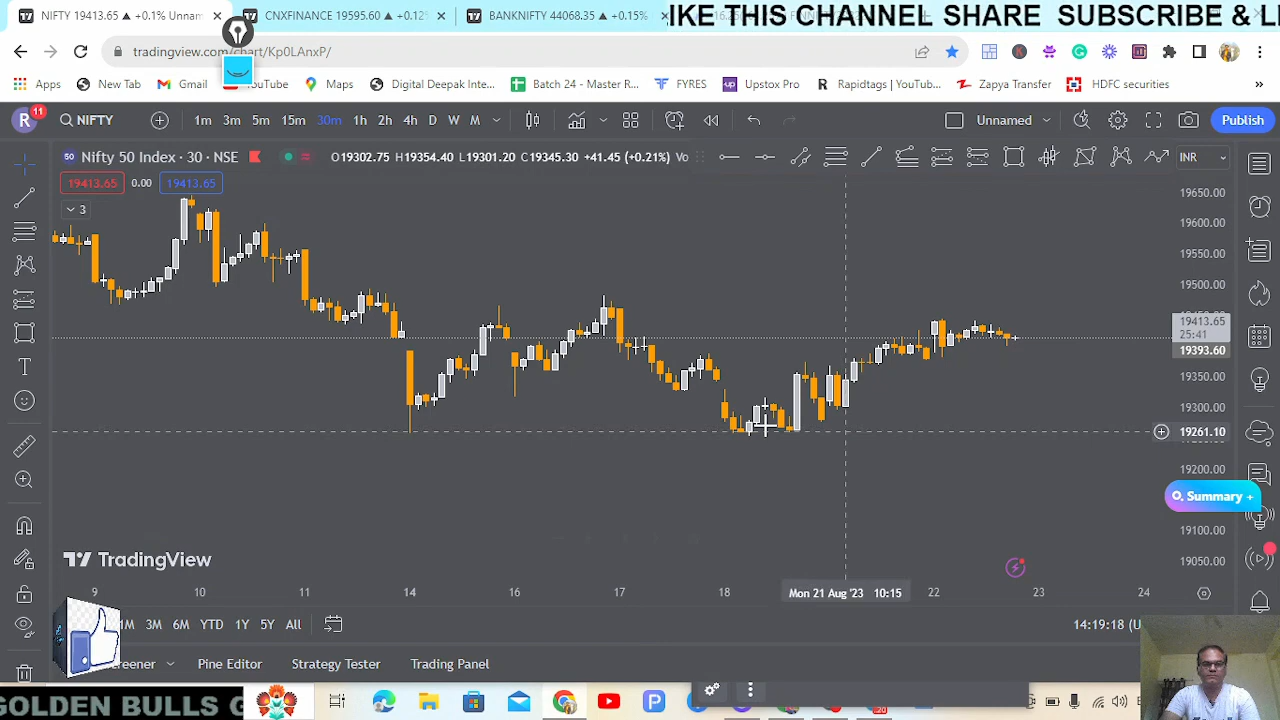 NIFTY 19413.65 ▲ +0.1% Unnam
CNXFINANCE 19595.60 ▲ +0.12%
BANKNIFTY 44068.35 ▲ +0.15%
IKE THIS CHANNEL SHARE SUBSCRIBE & LI
tradingview.com/chart/Kp0LAnxP/
Apps New Tab Gmail YouTube Maps Digital Deepak Inte... Batch 24 - Master R... FYRES Upstox Pro Rapidtags | YouTub... Zapya Transfer HDFC securities »
R 11 NIFTY 1m 3m 5m 15m 30m 1h 2h 4h D W M Unnamed Publish
50 Nifty 50 Index · 30 · NSE O19302.75 H19354.40 L19301.20 C19345.30 +41.45 (+0.21%) Vo INR
19413.65 0.00 19413.65
3
19650.00
19600.00
19550.00
19500.00
19413.65
25:41
19393.60
19350.00
19300.00
19261.10
19200.00
Summary +
19100.00
19050.00
TradingView
9 10 11 14 16 17 18 Mon 21 Aug '23 10:15 22 23 24
1M 3M 6M YTD 1Y 5Y All 14:19:18 (U
eener Pine Editor Strategy Tester Trading Panel
GOLDEN BULLS G